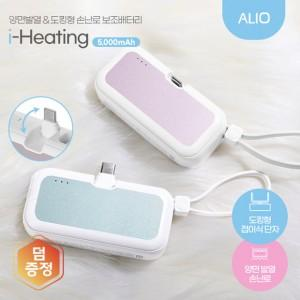 양면발열 & 도킹형 손난로 보조배터리
i-Heating
5,000mAh
ALIO
도킹형
접이식 단자
양면 발열
손난로
덤
증정